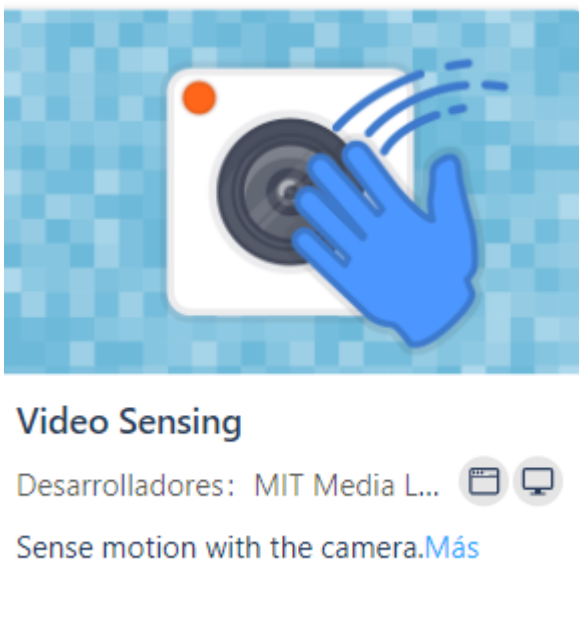 Video Sensing
Desarrolladores: MIT Media L...
Sense motion with the camera.Más